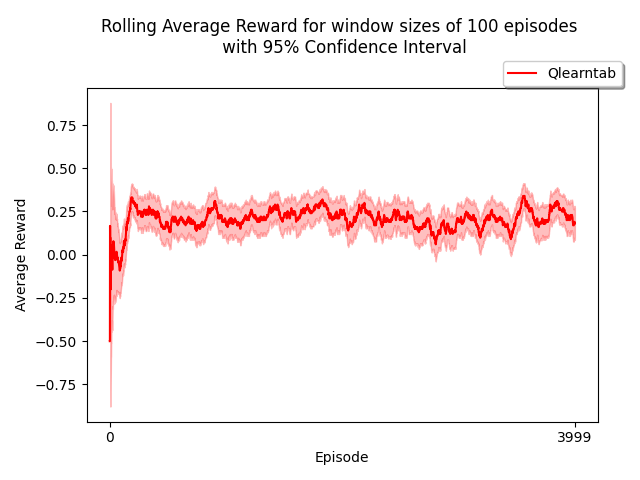 Rolling Average Reward for window sizes of 100 episodes
with 95% Confidence Interval
Qlearntab
0.75
0.50
0.25
0.00
−0.25
−0.50
−0.75
Average Reward
0
3999
Episode